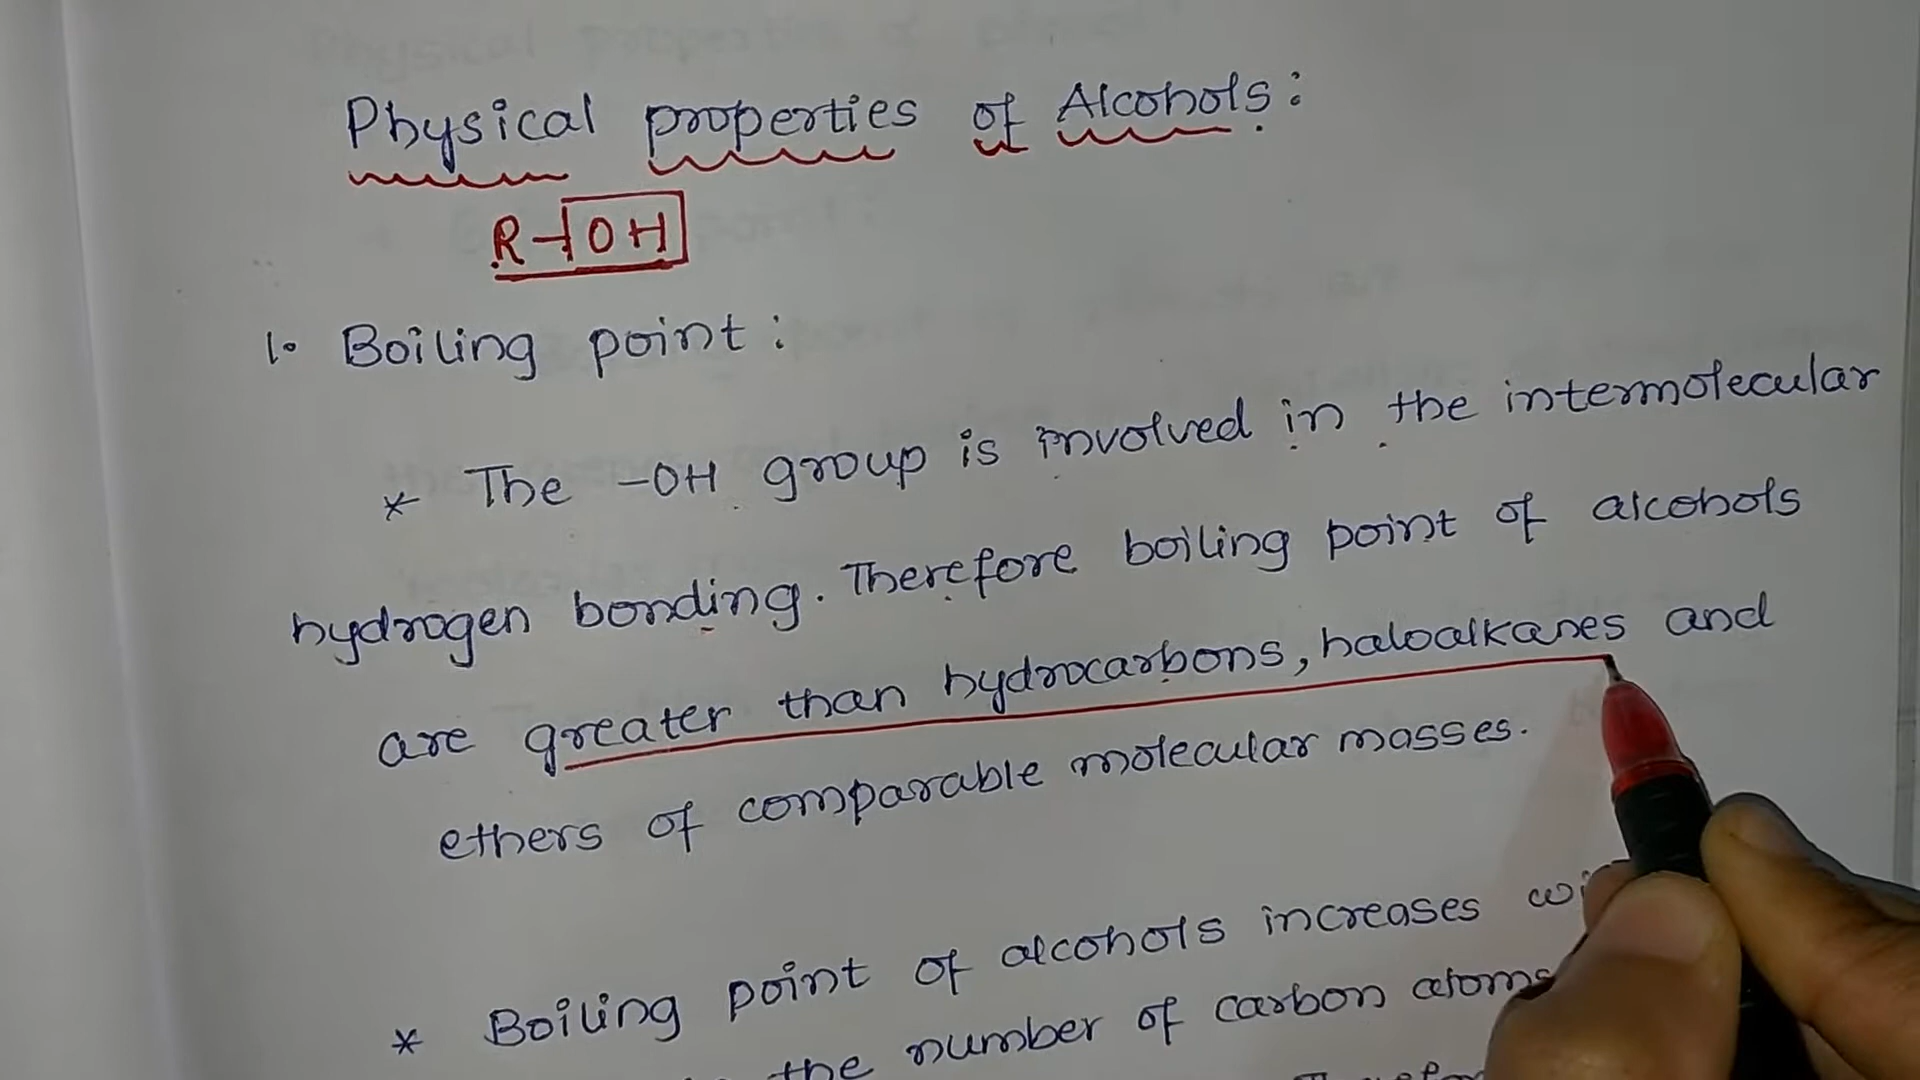 Physical properties of Alcohols:
R-OH
1. Boiling point:
* The -OH group is involved in the intermolecular
hydrogen bonding. Therefore boiling point of alcohols
are greater than hydrocarbons, haloalkanes and
ethers of comparable molecular masses.
* Boiling point of alcohols increases
the number of carbon atoms